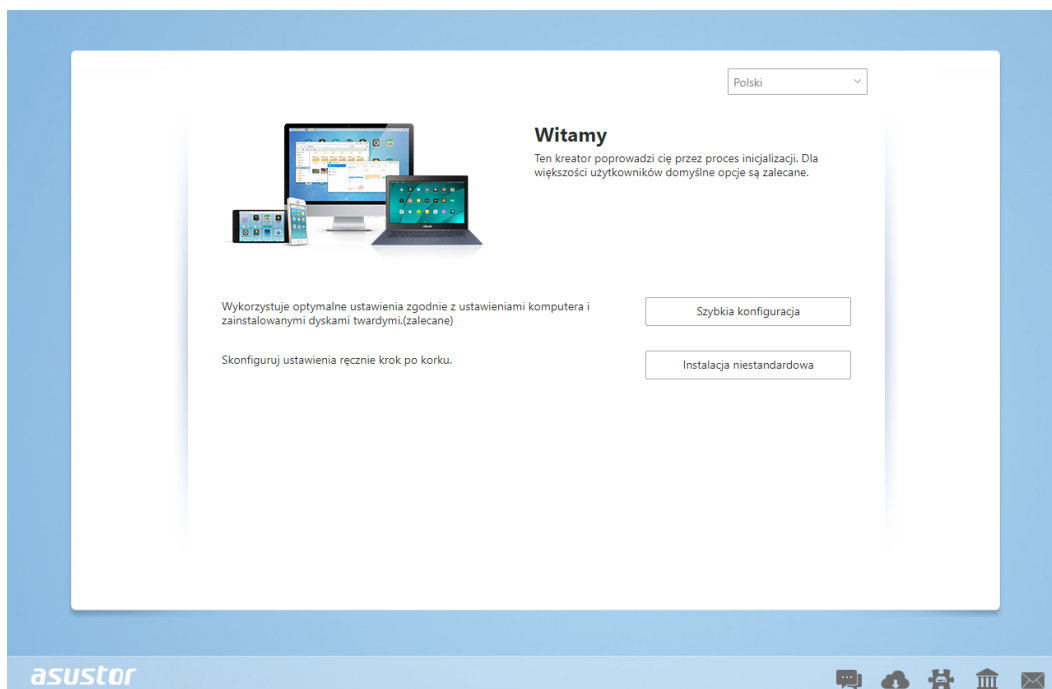 Polski
Witamy
Ten kreator poprowadzi cię przez proces inicjalizacji. Dla
większości użytkowników domyślne opcje są zalecane.
Wykorzystuje optymalne ustawienia zgodnie z ustawieniami komputera i
zainstalowanymi dyskami twardymi.(zalecane)
Szybkia konfiguracja
Skonfiguruj ustawienia ręcznie krok po korku.
Instalacja niestandardowa
asustor